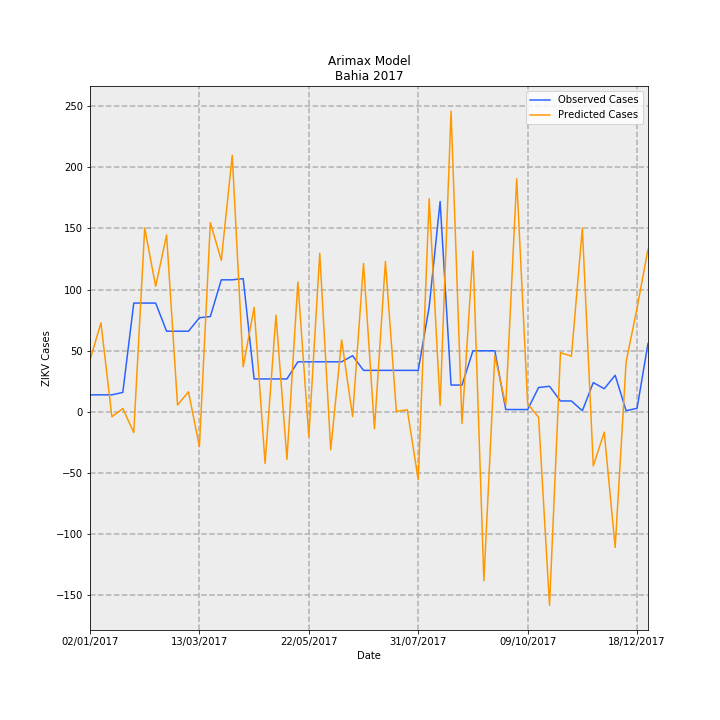 Arimax Model
Bahia 2017
Observed Cases
Predicted Cases
ZIKV Cases
250
200
150
100
50
0
−50
−100
−150
02/01/2017 13/03/2017 22/05/2017 31/07/2017 09/10/2017 18/12/2017
Date